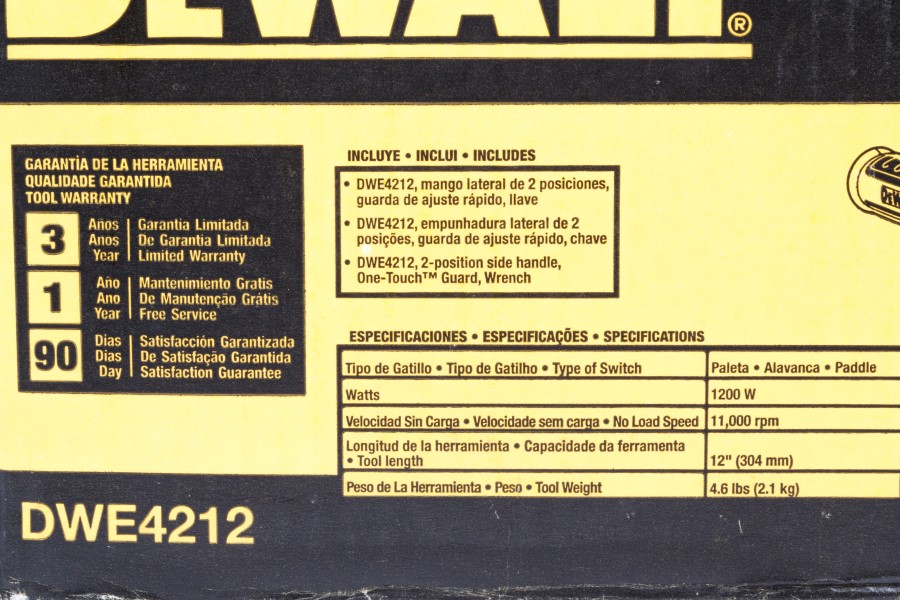 DEWALT®
GARANTÍA DE LA HERRAMIENTA
QUALIDADE GARANTIDA
TOOL WARRANTY
3
Años
Anos
Year
Garantia Limitada
De Garantia Limitada
Limited Warranty
1
Año
Ano
Year
Mantenimiento Gratis
De Manutenção Grátis
Free Service
90
Dias
Dias
Day
Satisfacción Garantizada
De Satisfação Garantida
Satisfaction Guarantee
INCLUYE • INCLUI • INCLUDES
• DWE4212, mango lateral de 2 posiciones,
guarda de ajuste rápido, llave
• DWE4212, empunhadura lateral de 2
posições, guarda de ajuste rápido, chave
• DWE4212, 2-position side handle,
One-Touch™ Guard, Wrench
ESPECIFICACIONES • ESPECIFICAÇÕES • SPECIFICATIONS
Tipo de Gatillo • Tipo de Gatilho • Type of Switch
Paleta • Alavanca • Paddle
Watts
1200 W
Velocidad Sin Carga • Velocidade sem carga • No Load Speed
11,000 rpm
Longitud de la herramienta • Capacidade da ferramenta
• Tool length
12" (304 mm)
Peso de La Herramienta • Peso • Tool Weight
4.6 lbs (2.1 kg)
DWE4212